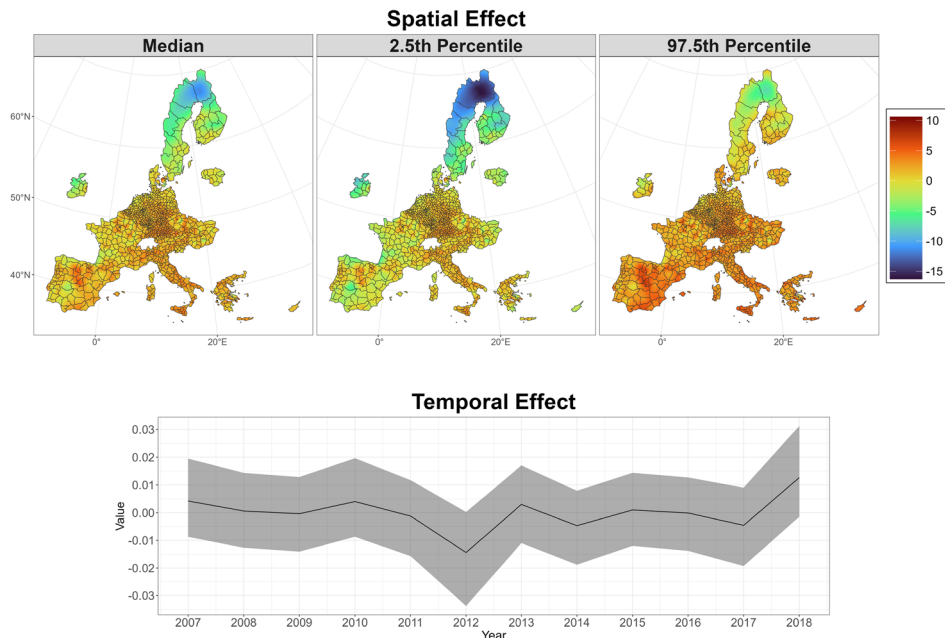 Spatial Effect
Median
2.5th Percentile
97.5th Percentile
60°N
50°N
40°N
0°
20°E
0°
20°E
0°
20°E
10
5
0
-5
-10
-15
Temporal Effect
Value
0.03
0.02
0.01
0.00
-0.01
-0.02
-0.03
2007 2008 2009 2010 2011 2012 2013 2014 2015 2016 2017 2018
Year